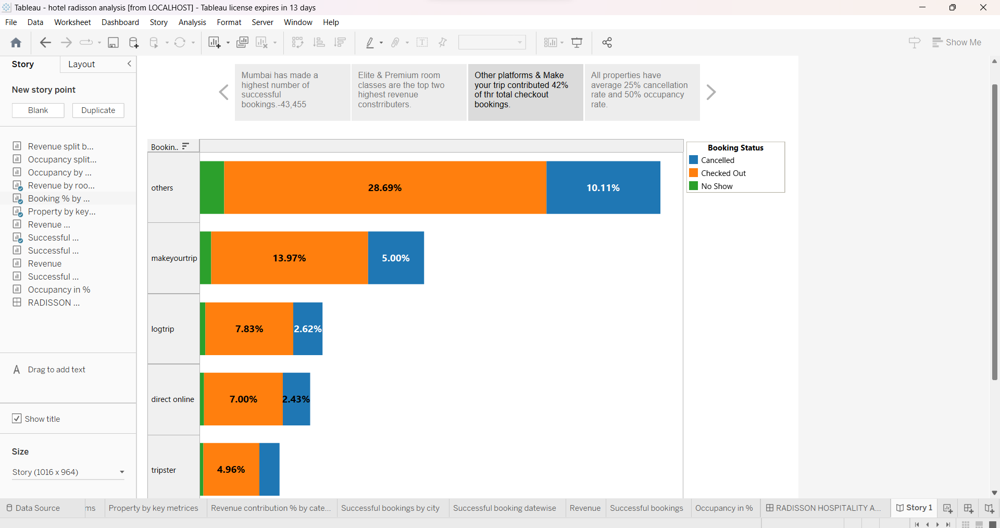 Tableau - hotel radisson analysis [from LOCALHOST] - Tableau license expires in 13 days
File Data Worksheet Dashboard Story Analysis Format Server Window Help
Show Me
Story Layout
New story point
Blank Duplicate
Revenue split b...
Occupancy split...
Occupancy by ...
Revenue by roo...
Booking % by ...
Property by key...
Revenue ...
Successful ...
Successful ...
Revenue
Successful ...
Occupancy in %
RADISSON ...
A Drag to add text
Show title
Size
Story (1016 x 964)
Mumbai has made a
highest number of
successful
bookings.-43,455
Elite & Premium room
classes are the top two
highest revenue
constrributers.
Other platforms & Make
your trip contributed 42%
of thr total checkout
bookings.
All properties have
average 25% cancellation
rate and 50% occupancy
rate.
Bookin..
others 28.69% 10.11%
makeyourtrip 13.97% 5.00%
logtrip 7.83% 2.62%
direct online 7.00% 2.43%
tripster 4.96%
Booking Status
Cancelled
Checked Out
No Show
Data Source ms Property by key metrices Revenue contribution % by cate... Successful bookings by city Successful booking datewise Revenue Successful bookings Occupancy in % RADISSON HOSPITALITY A... Story 1